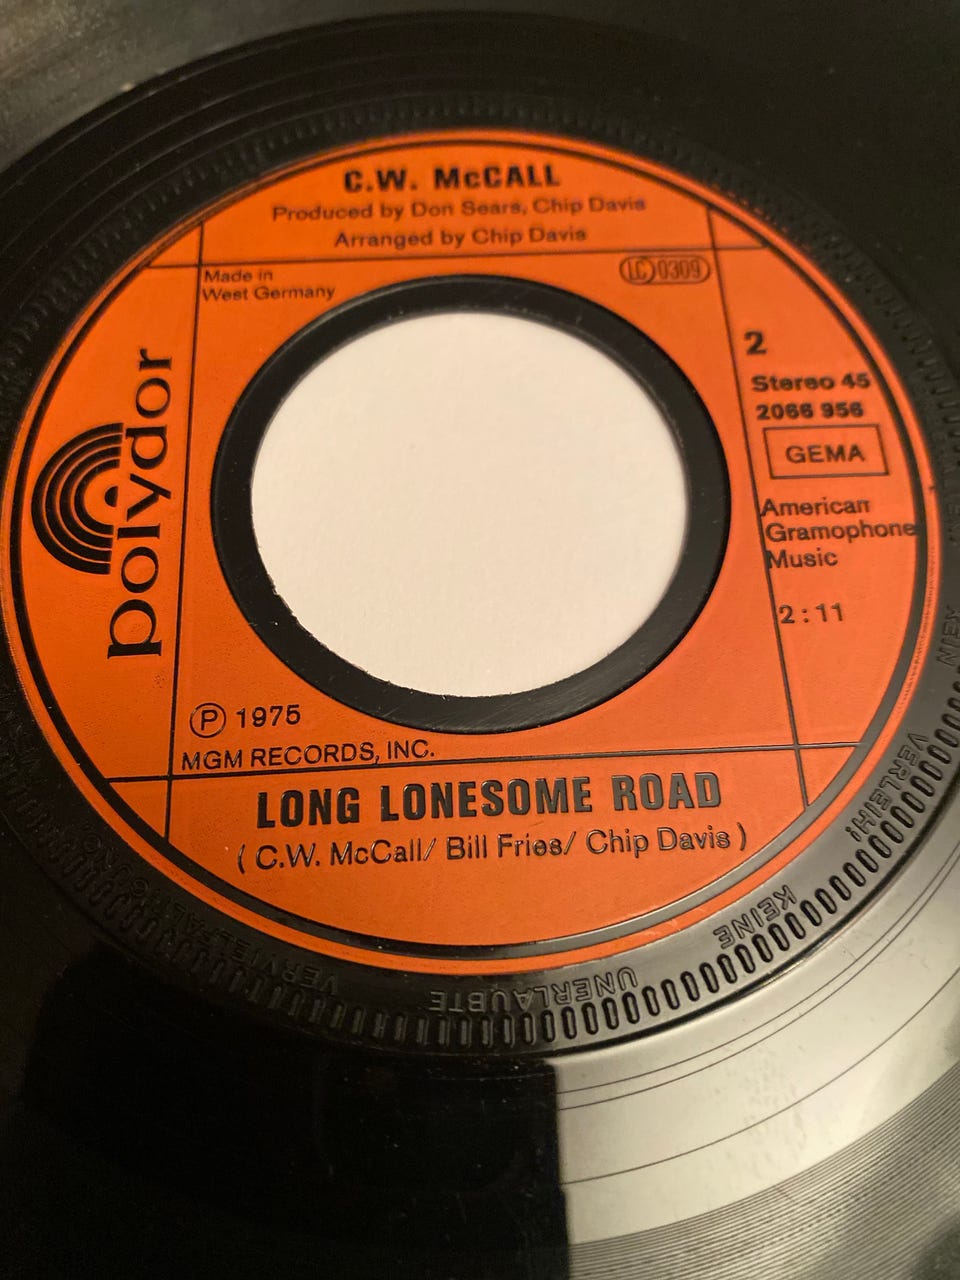 C.W. McCALL
Produced by Don Sears, Chip Davis
Arranged by Chip Davis
Made in
West Germany
LC 0309
polydor
2
Stereo 45
2066 956
GEMA
American
Gramophone
Music
2:11
Ⓟ 1975
MGM RECORDS, INC.
LONG LONESOME ROAD
( C.W. McCall/ Bill Fries/ Chip Davis )
KEIN
VERLEIH!
KEINE
UNERLAUBTE